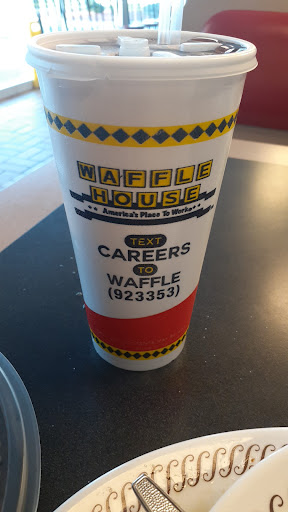 WAFFLE
HOUSE
America's Place To Work
TEXT
CAREERS
TO
WAFFLE
(923353)